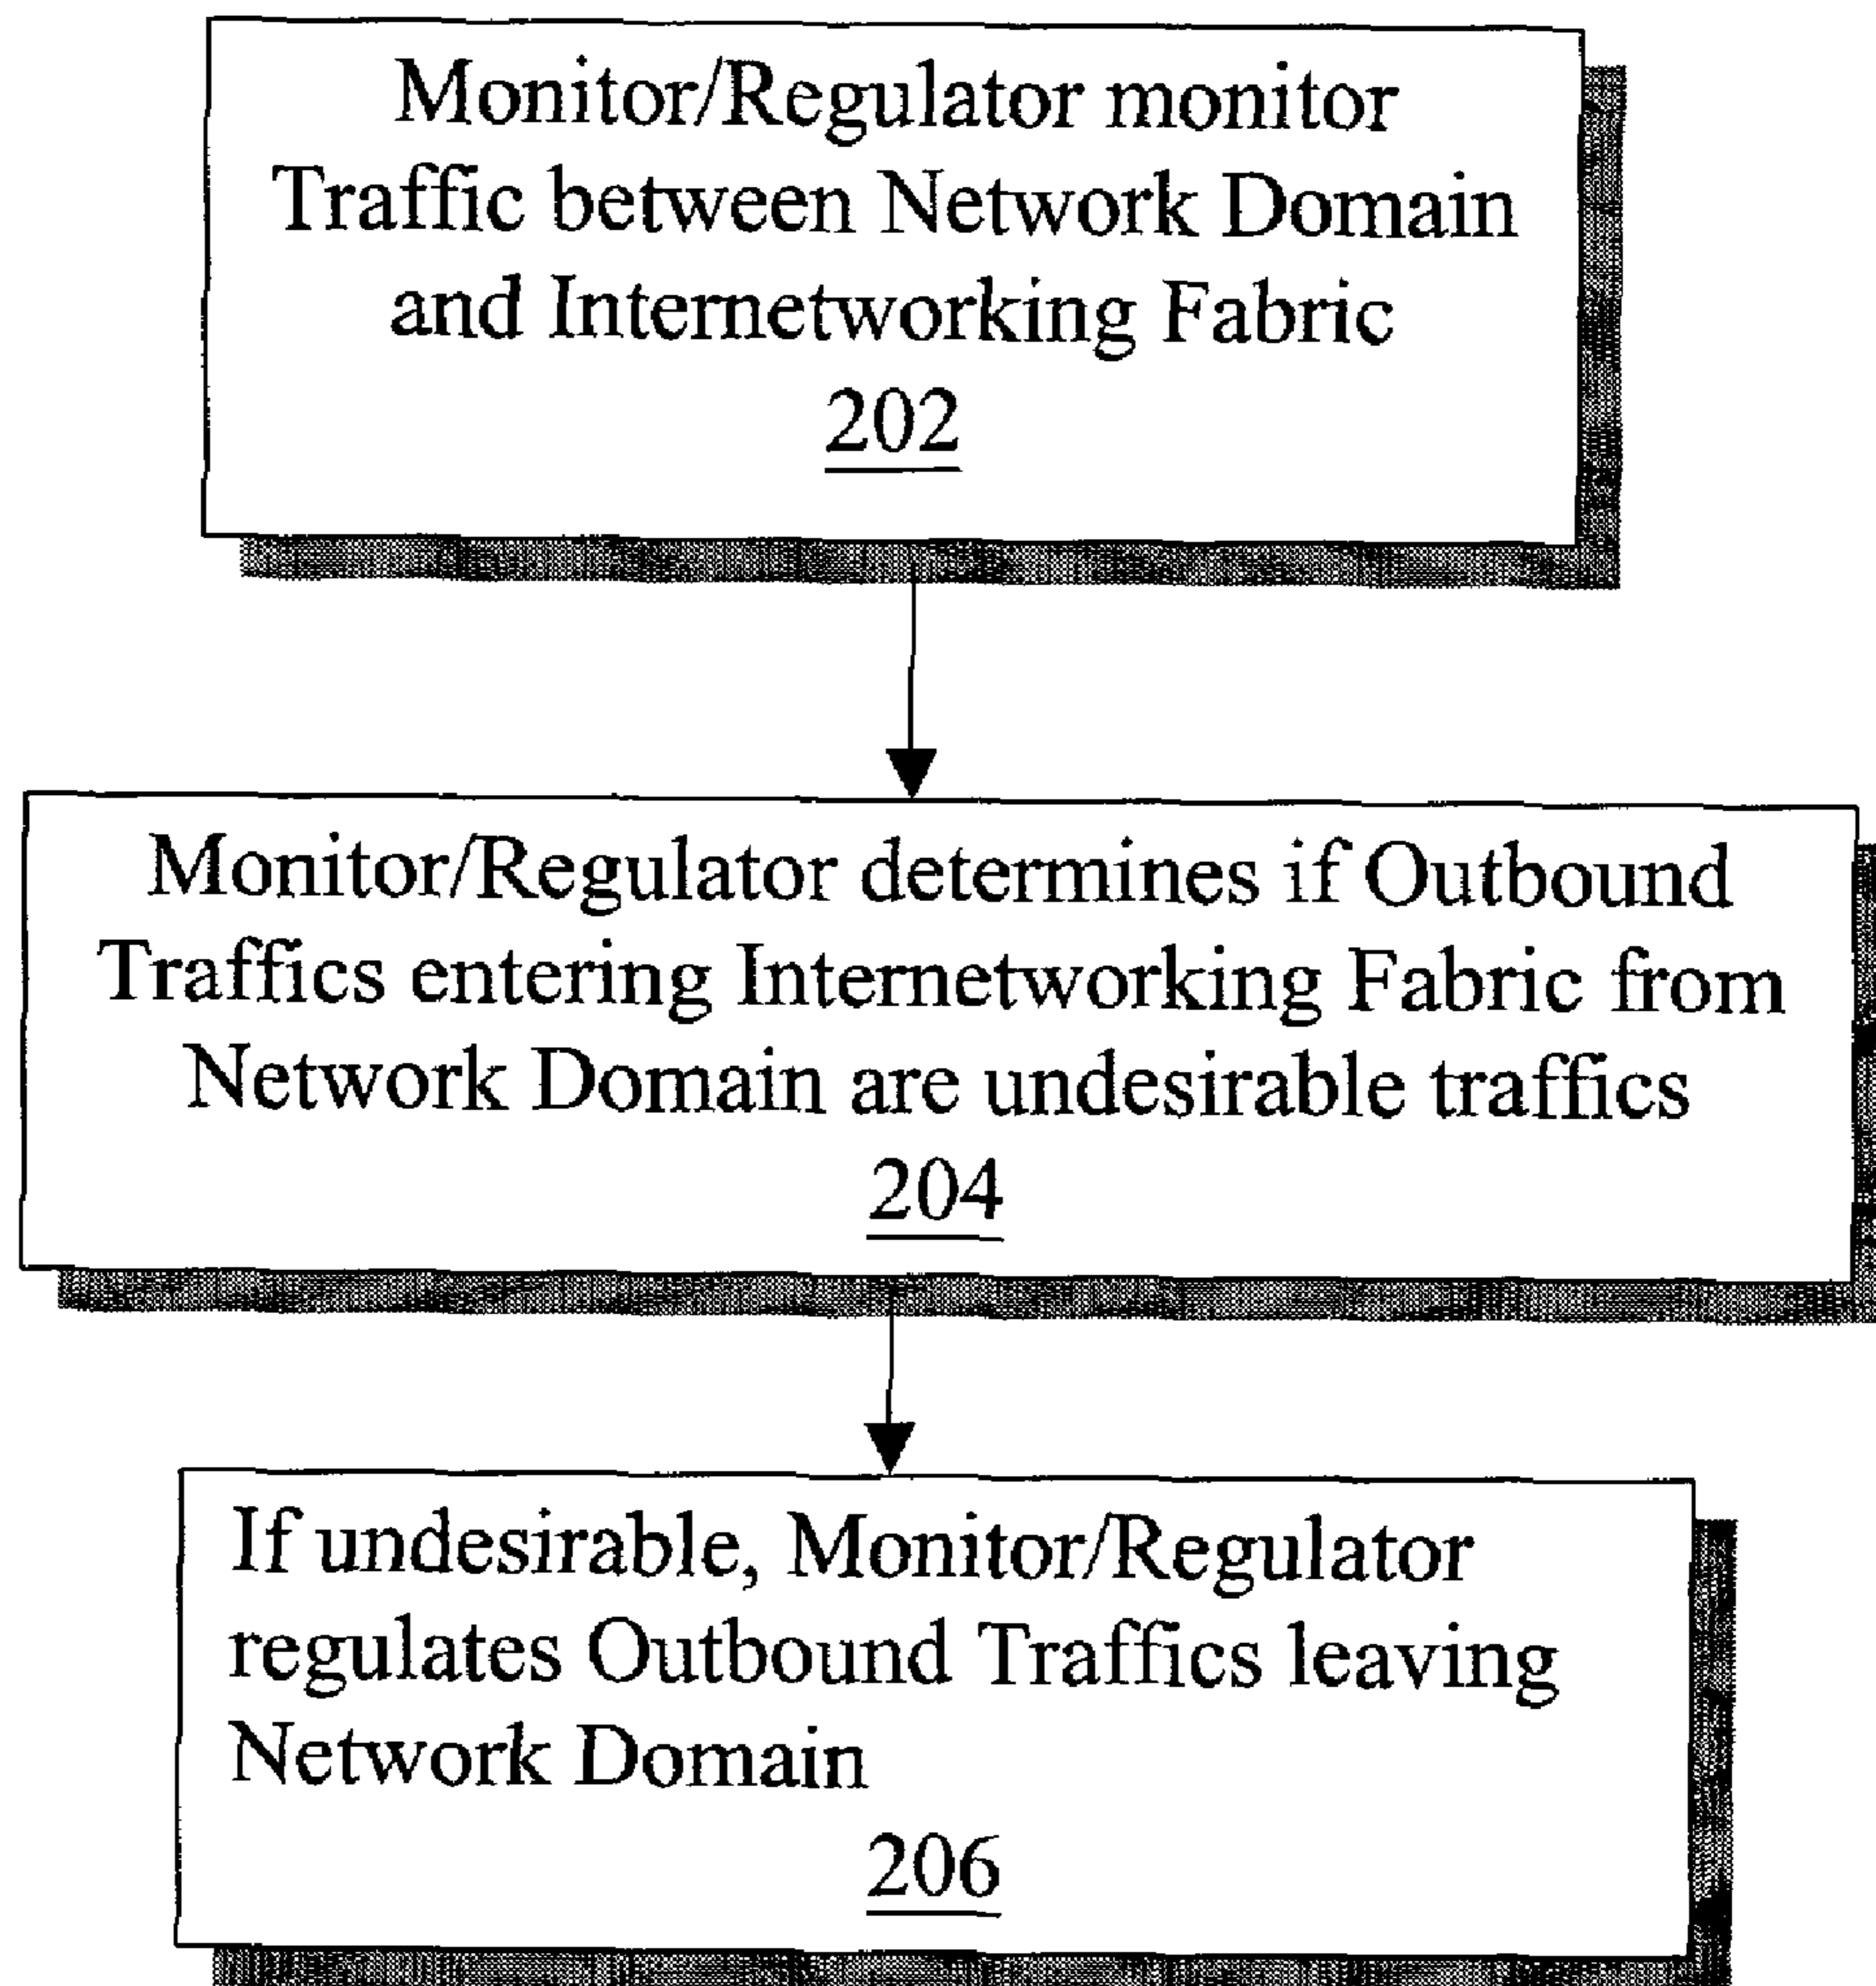 Monitor/Regulator monitor
Traffic between Network Domain
and Internetworking Fabric
202
Monitor/Regulator determines if Outbound
Traffics entering Internetworking Fabric from
Network Domain are undesirable traffics
204
If undesirable, Monitor/Regulator
regulates Outbound Traffics leaving
Network Domain
206